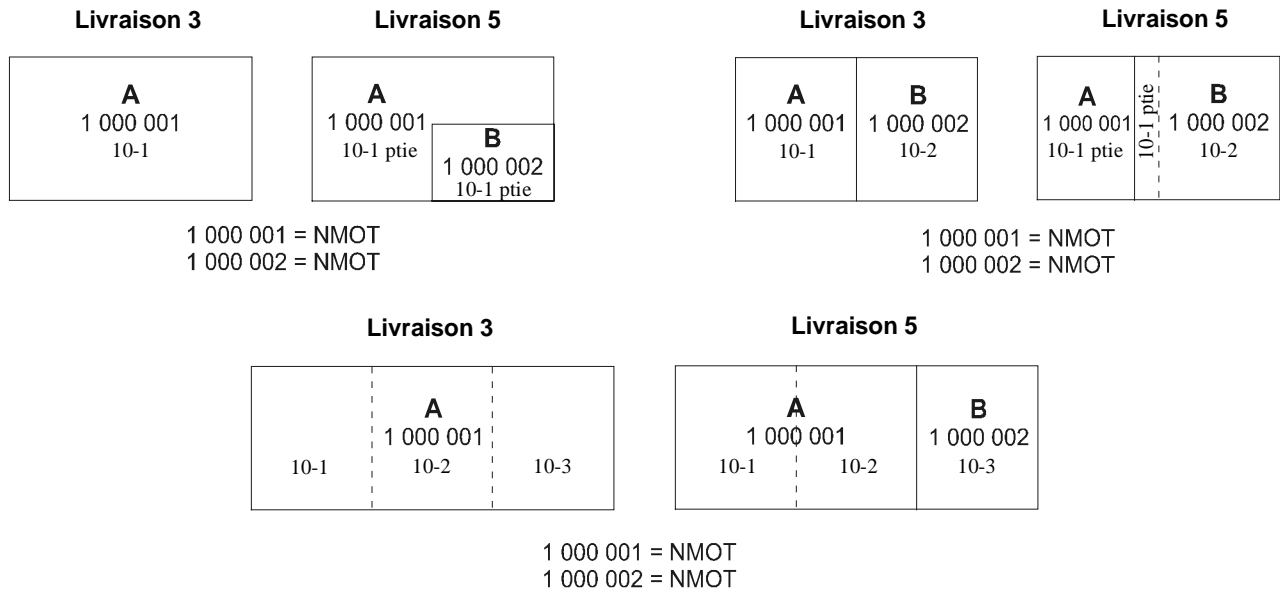 Livraison 3
Livraison 5
A
1 000 001
10-1
A
1 000 001
10-1 ptie
B
1 000 002
10-1 ptie
1 000 001 = NMOT
1 000 002 = NMOT
Livraison 3
Livraison 5
A
1 000 001
10-1
B
1 000 002
10-2
A
1 000 001
10-1 ptie
10-1 ptie
B
1 000 002
10-2
1 000 001 = NMOT
1 000 002 = NMOT
Livraison 3
Livraison 5
A
1 000 001
10-1 10-2 10-3
A
1 000 001
10-1 10-2
B
1 000 002
10-3
1 000 001 = NMOT
1 000 002 = NMOT